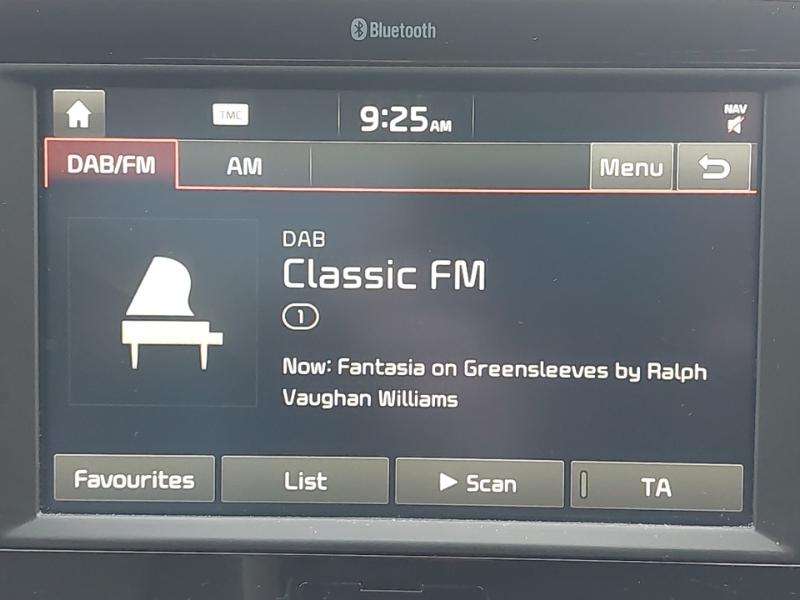 Bluetooth
TMC
9:25AM
NAV
DAB/FM
AM
Menu
DAB
Classic FM
1
Now: Fantasia on Greensleeves by Ralph
Vaughan Williams
Favourites
List
Scan
TA